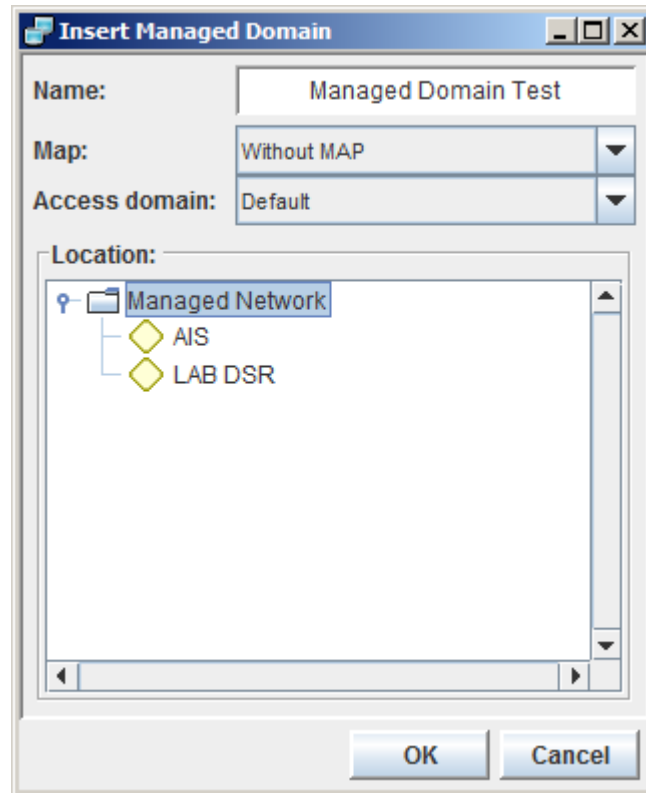 Insert Managed Domain
Name: Managed Domain Test
Map: Without MAP
Access domain: Default
Location:
Managed Network
AIS
LAB DSR
OK Cancel